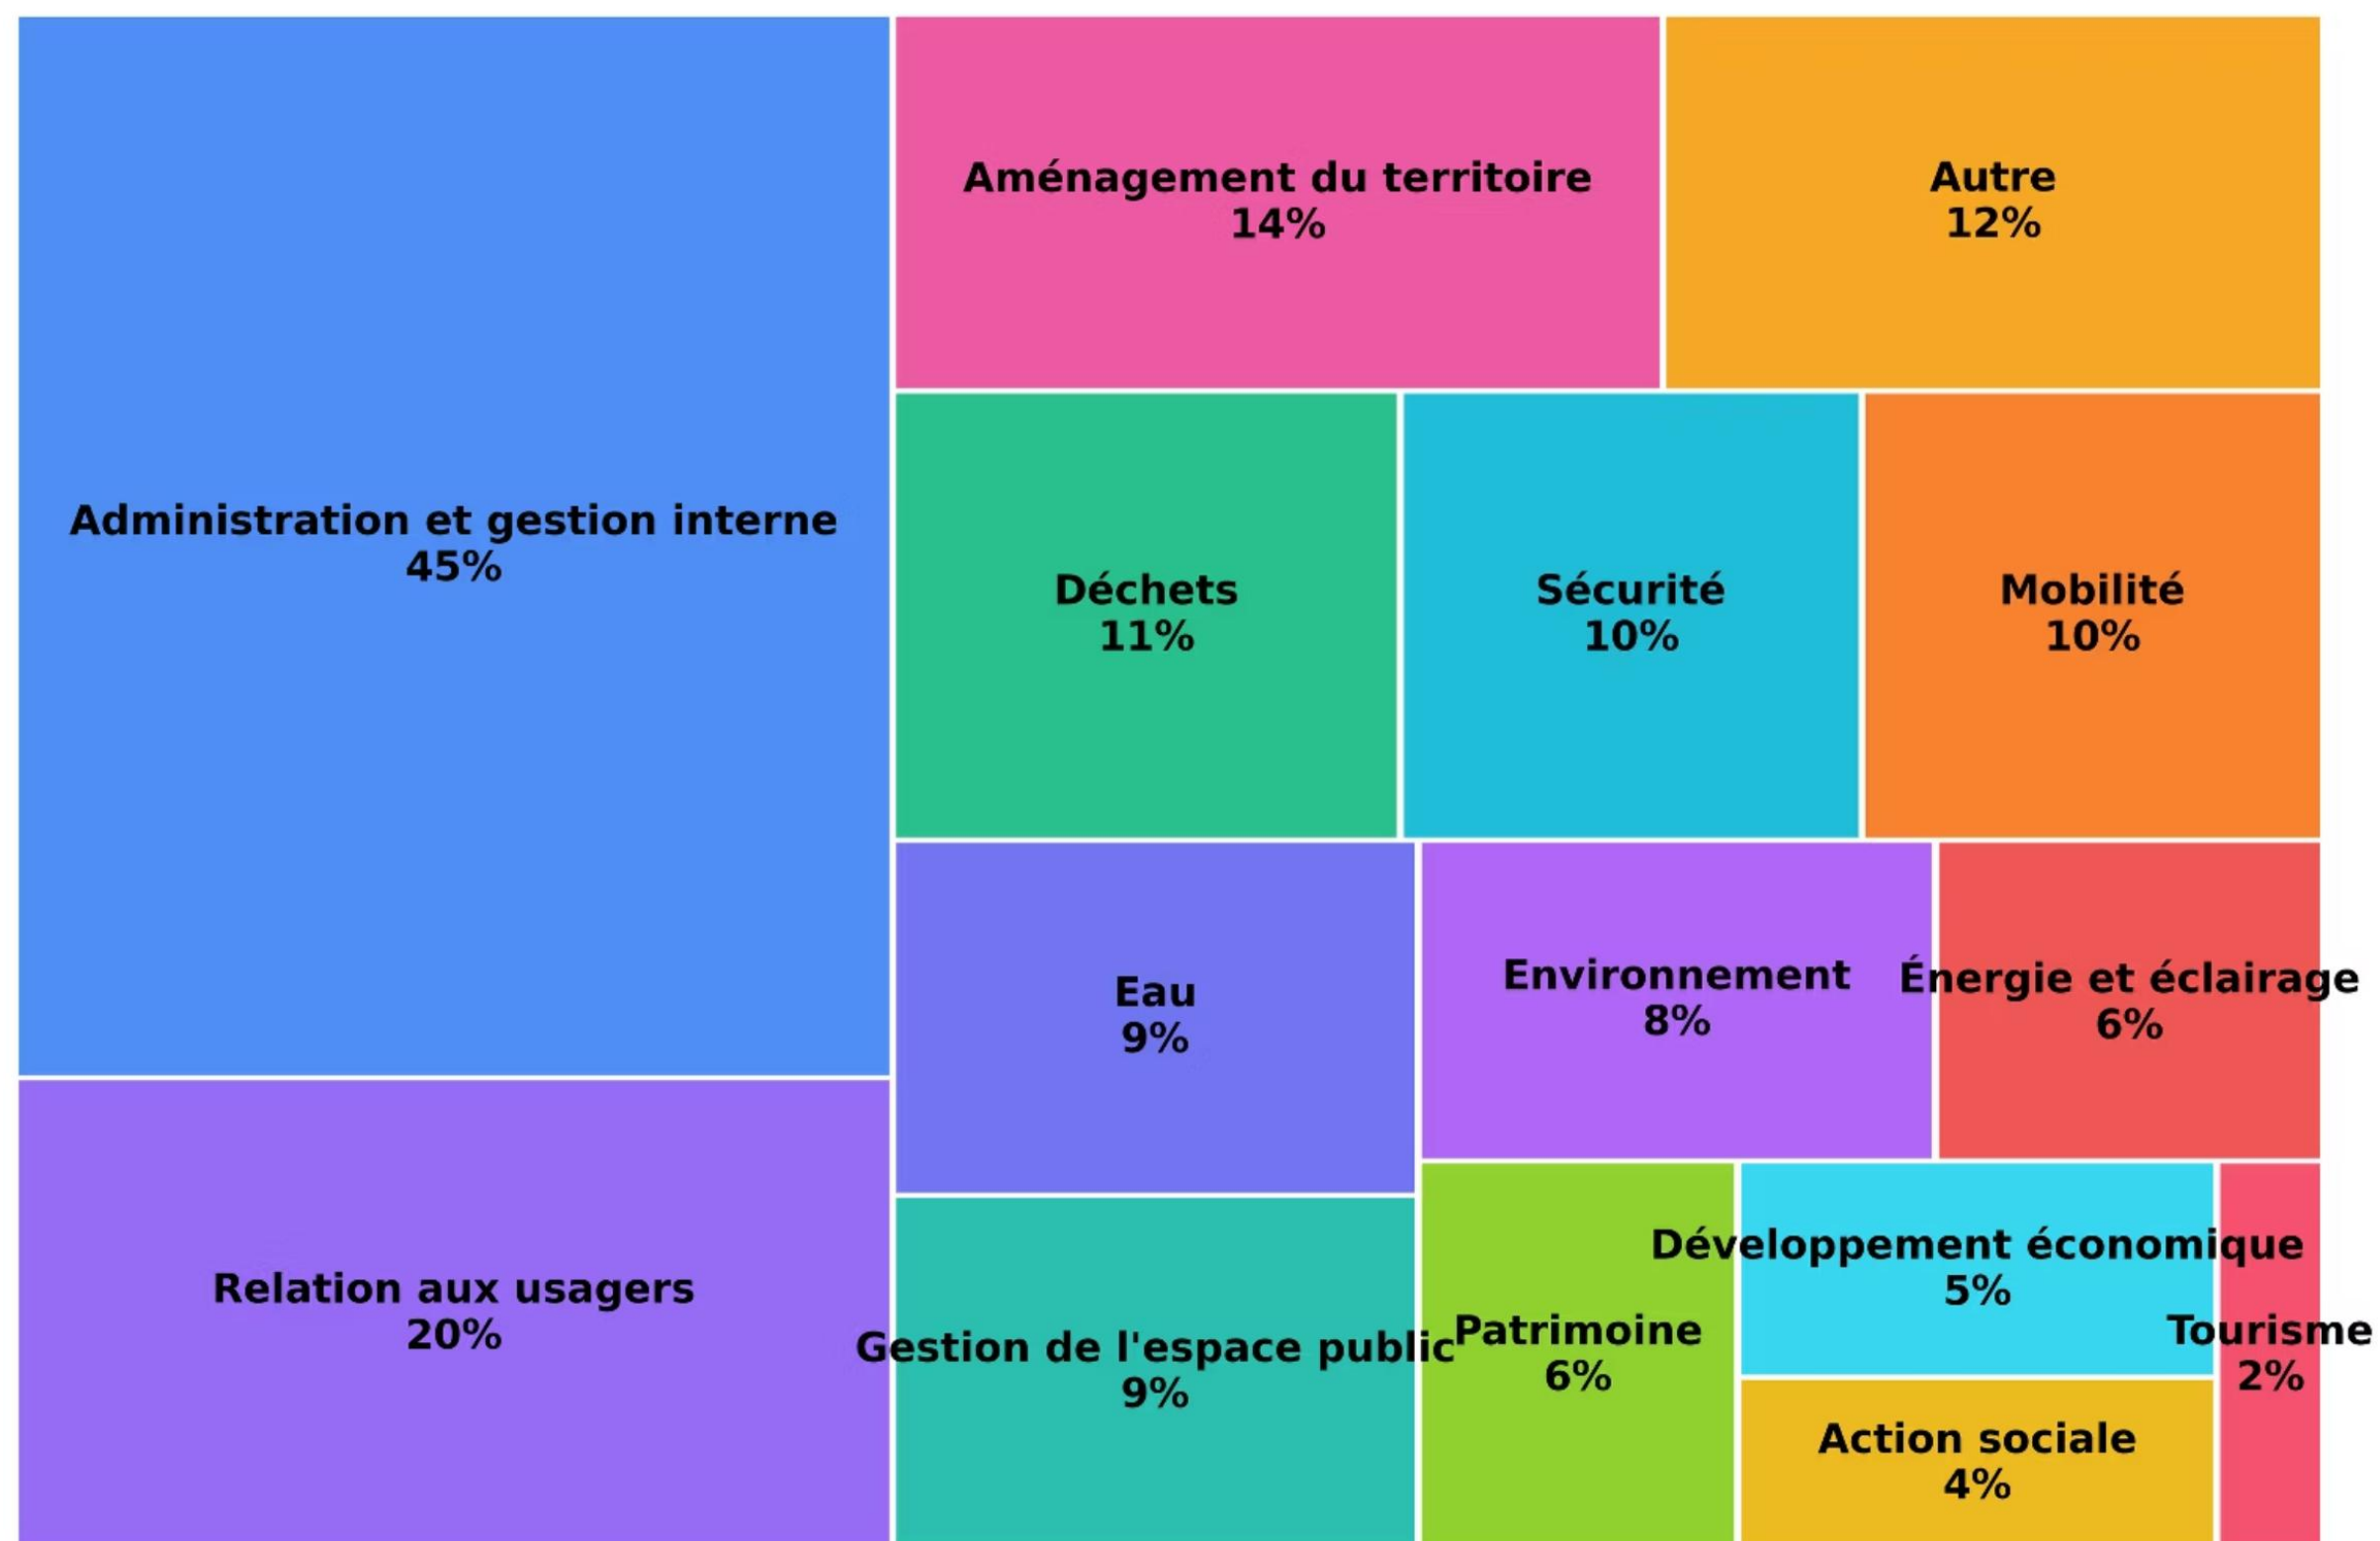 Administration et gestion interne
45%
Relation aux usagers
20%
Aménagement du territoire
14%
Autre
12%
Déchets
11%
Sécurité
10%
Mobilité
10%
Eau
9%
Gestion de l'espace public
9%
Environnement
8%
Énergie et éclairage
6%
Patrimoine
6%
Développement économique
5%
Action sociale
4%
Tourisme
2%